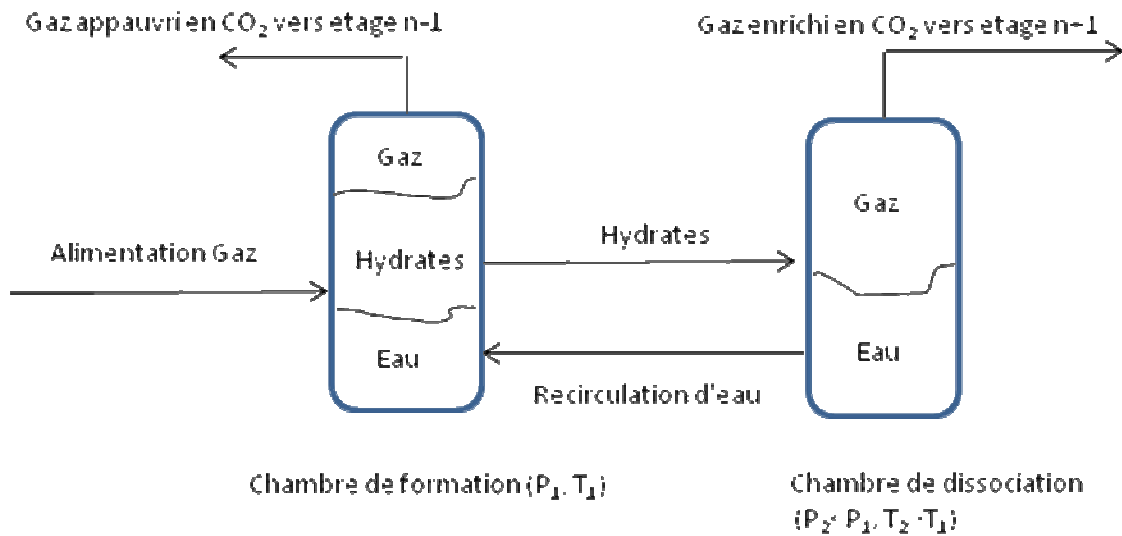 Gaz appauvri en CO₂ vers etage n-1
Gaz enrichi en CO₂ vers etage n+1
Gaz
Gaz
Hydrates
Alimentation Gaz
Hydrates
Eau
Eau
Recirculation d'eau
Chambre de formation (P₁, T₁)
Chambre de dissociation
(P₂< P₁, T₂ T₁)